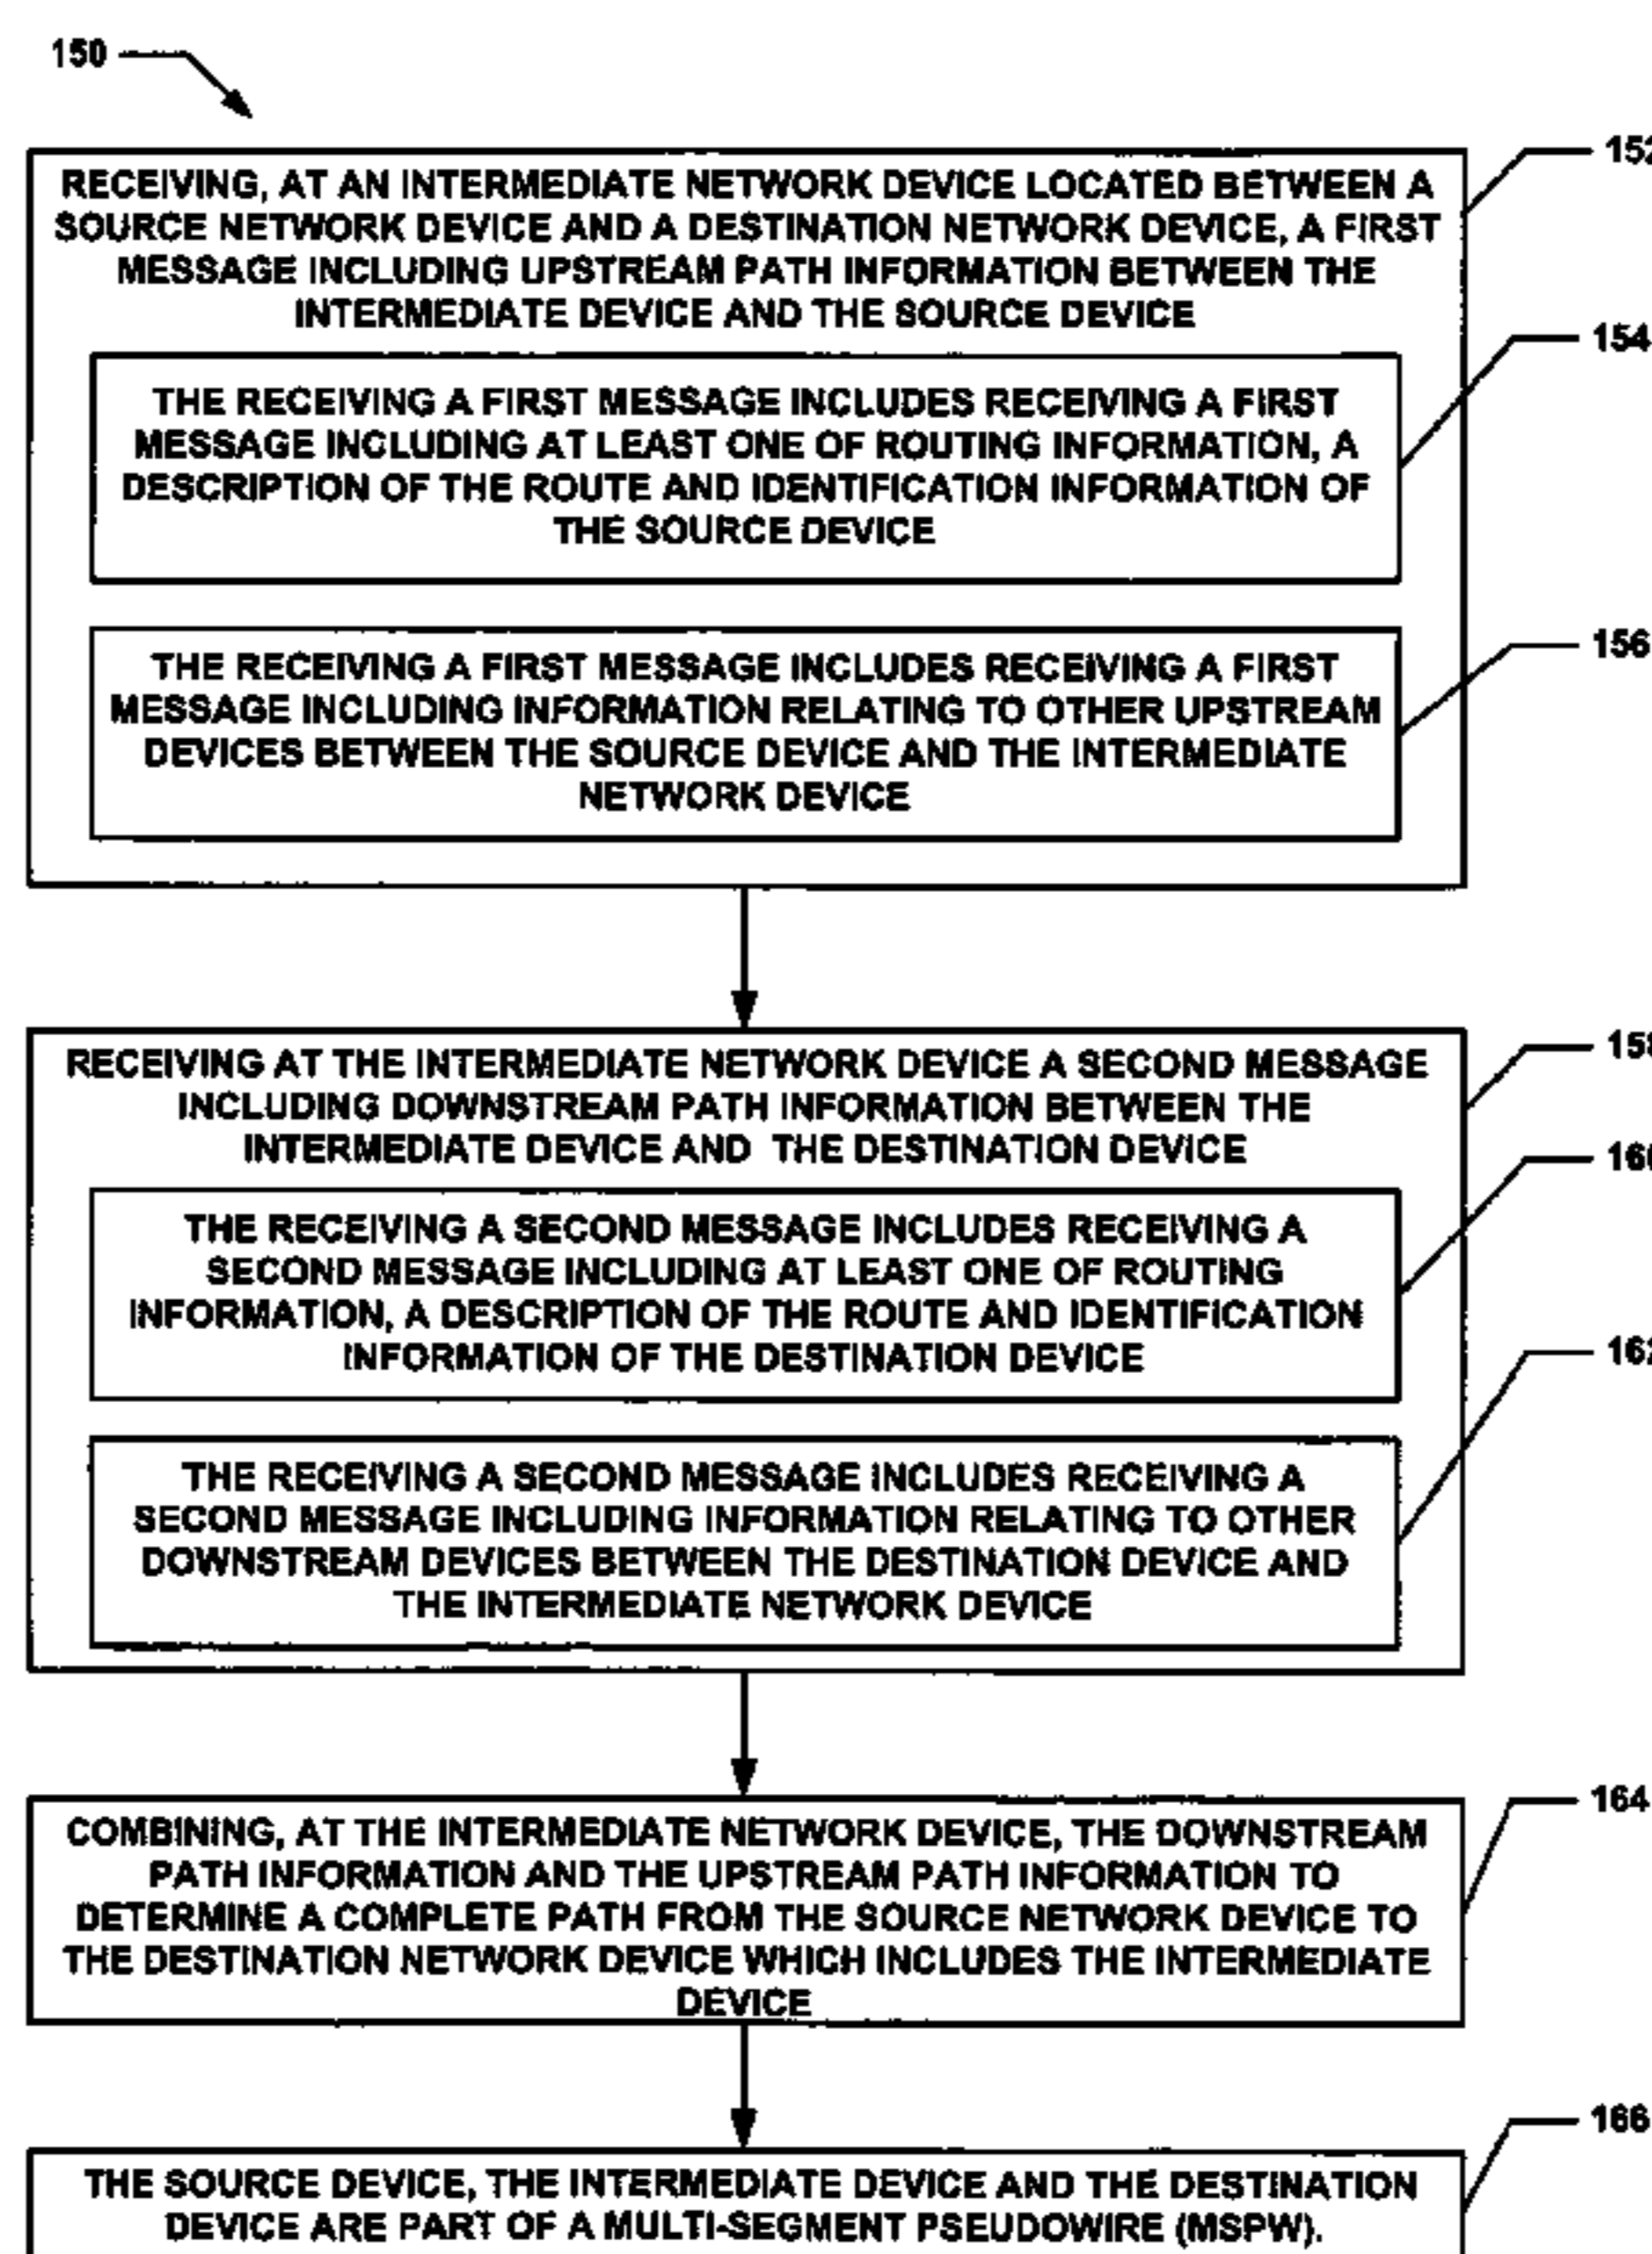 150
152
RECEIVING, AT AN INTERMEDIATE NETWORK DEVICE LOCATED BETWEEN A
SOURCE NETWORK DEVICE AND A DESTINATION NETWORK DEVICE, A FIRST
MESSAGE INCLUDING UPSTREAM PATH INFORMATION BETWEEN THE
INTERMEDIATE DEVICE AND THE SOURCE DEVICE
154
THE RECEIVING A FIRST MESSAGE INCLUDES RECEIVING A FIRST
MESSAGE INCLUDING AT LEAST ONE OF ROUTING INFORMATION, A
DESCRIPTION OF THE ROUTE AND IDENTIFICATION INFORMATION OF
THE SOURCE DEVICE
156
THE RECEIVING A FIRST MESSAGE INCLUDES RECEIVING A FIRST
MESSAGE INCLUDING INFORMATION RELATING TO OTHER UPSTREAM
DEVICES BETWEEN THE SOURCE DEVICE AND THE INTERMEDIATE
NETWORK DEVICE
158
RECEIVING AT THE INTERMEDIATE NETWORK DEVICE A SECOND MESSAGE
INCLUDING DOWNSTREAM PATH INFORMATION BETWEEN THE
INTERMEDIATE DEVICE AND THE DESTINATION DEVICE
160
THE RECEIVING A SECOND MESSAGE INCLUDES RECEIVING A
SECOND MESSAGE INCLUDING AT LEAST ONE OF ROUTING
INFORMATION, A DESCRIPTION OF THE ROUTE AND IDENTIFICATION
INFORMATION OF THE DESTINATION DEVICE
162
THE RECEIVING A SECOND MESSAGE INCLUDES RECEIVING A
SECOND MESSAGE INCLUDING INFORMATION RELATING TO OTHER
DOWNSTREAM DEVICES BETWEEN THE DESTINATION DEVICE AND
THE INTERMEDIATE NETWORK DEVICE
164
COMBINING, AT THE INTERMEDIATE NETWORK DEVICE, THE DOWNSTREAM
PATH INFORMATION AND THE UPSTREAM PATH INFORMATION TO
DETERMINE A COMPLETE PATH FROM THE SOURCE NETWORK DEVICE TO
THE DESTINATION NETWORK DEVICE WHICH INCLUDES THE INTERMEDIATE
DEVICE
166
THE SOURCE DEVICE, THE INTERMEDIATE DEVICE AND THE DESTINATION
DEVICE ARE PART OF A MULTI-SEGMENT PSEUDOWIRE (MSPW).